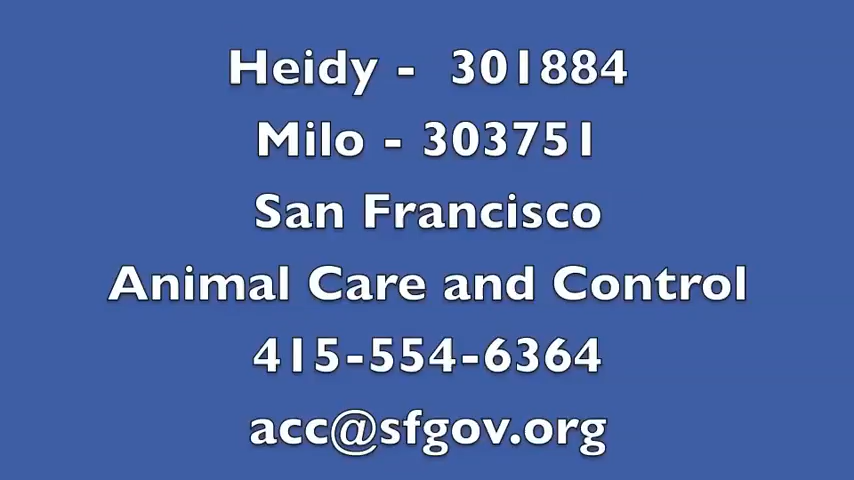 Heidy - 301884
Milo - 303751
San Francisco
Animal Care and Control
415-554-6364
acc@sfgov.org